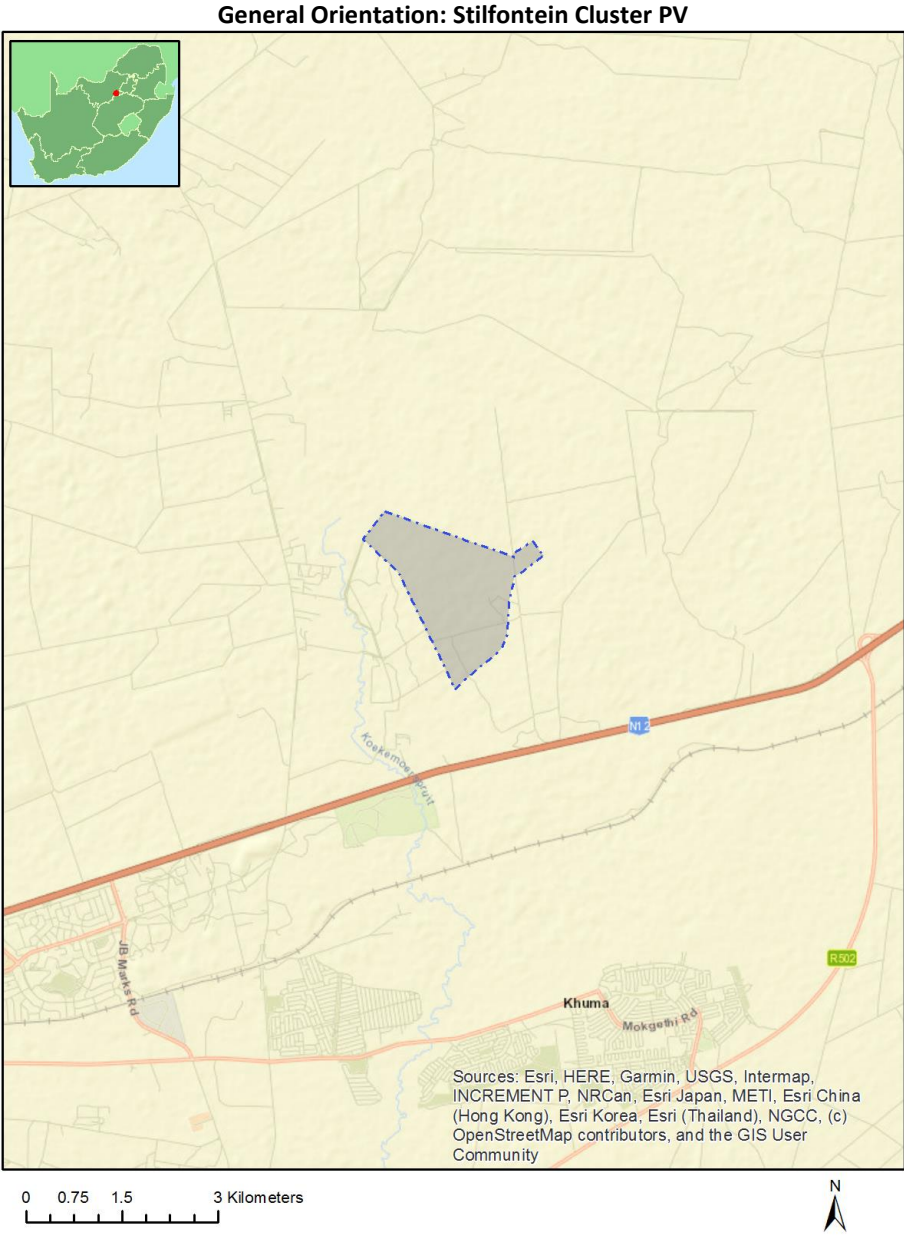 General Orientation: Stilfontein Cluster PV
N12
Koekemoerspruit
JB Marks Rd
R502
Khuma
Mokgethi Rd
Sources: Esri, HERE, Garmin, USGS, Intermap,
INCREMENT P, NRCan, Esri Japan, METI, Esri China
(Hong Kong), Esri Korea, Esri (Thailand), NGCC, (c)
OpenStreetMap contributors, and the GIS User
Community
0 0.75 1.5 3 Kilometers
N